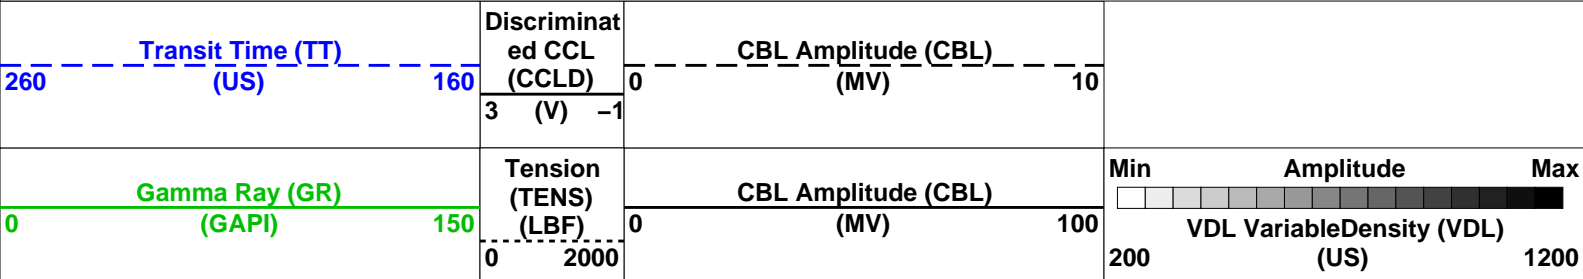 Transit Time (TT)
260 (US) 160
Discriminat
ed CCL
(CCLD)
3 (V) −1
CBL Amplitude (CBL)
0 (MV) 10
Gamma Ray (GR)
0 (GAPI) 150
Tension
(TENS)
(LBF)
0 2000
CBL Amplitude (CBL)
0 (MV) 100
Min Amplitude Max
VDL VariableDensity (VDL)
200 (US) 1200